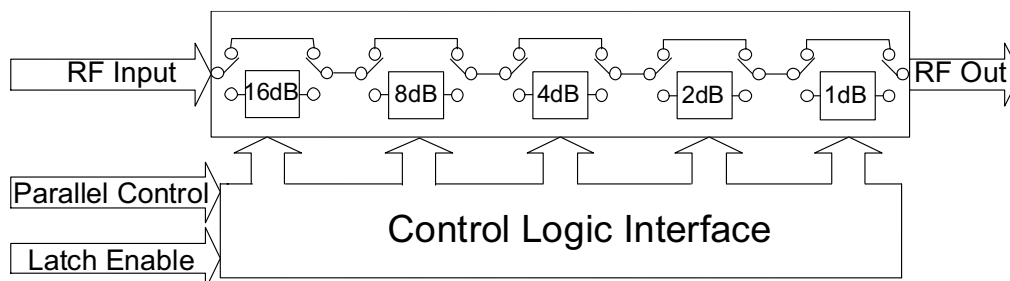 RF Input
16dB
8dB
4dB
2dB
1dB
RF Out
Parallel Control
Control Logic Interface
Latch Enable